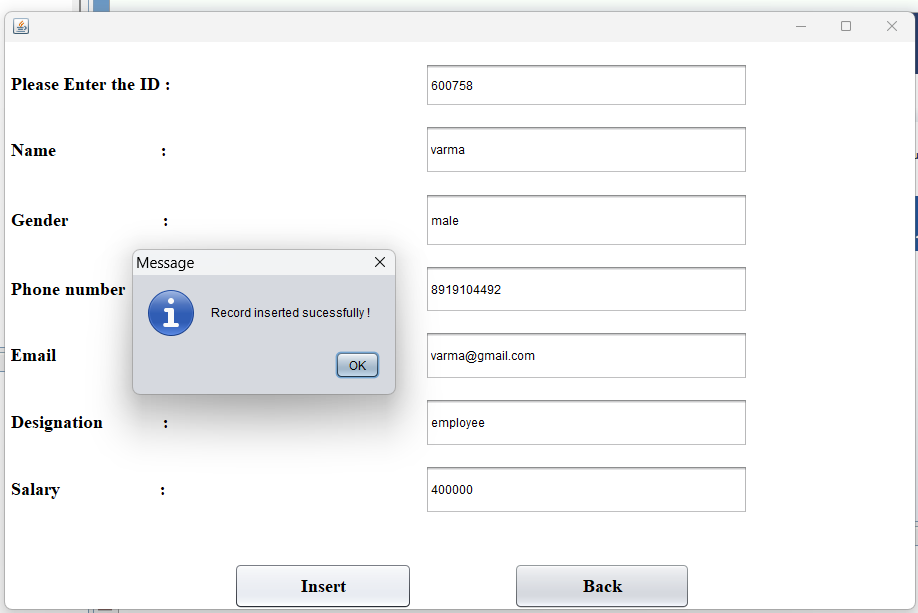 Please Enter the ID :
600758
Name :
varma
Gender :
male
Message
Phone number
8919104492
Record inserted sucessfully !
Email
varma@gmail.com
OK
Designation :
employee
Salary :
400000
Insert
Back